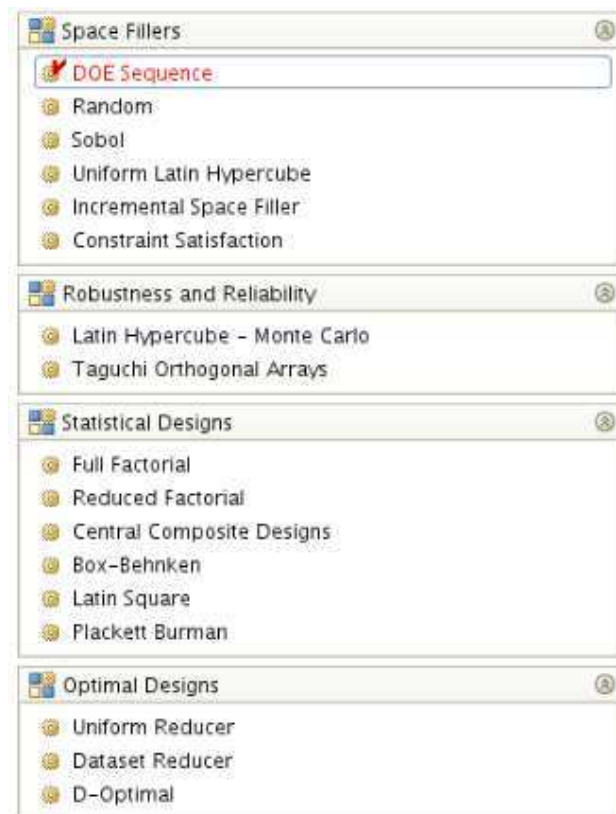 Space Fillers
DOE Sequence
Random
Sobol
Uniform Latin Hypercube
Incremental Space Filler
Constraint Satisfaction
Robustness and Reliability
Latin Hypercube - Monte Carlo
Taguchi Orthogonal Arrays
Statistical Designs
Full Factorial
Reduced Factorial
Central Composite Designs
Box-Behnken
Latin Square
Plackett Burman
Optimal Designs
Uniform Reducer
Dataset Reducer
D-Optimal